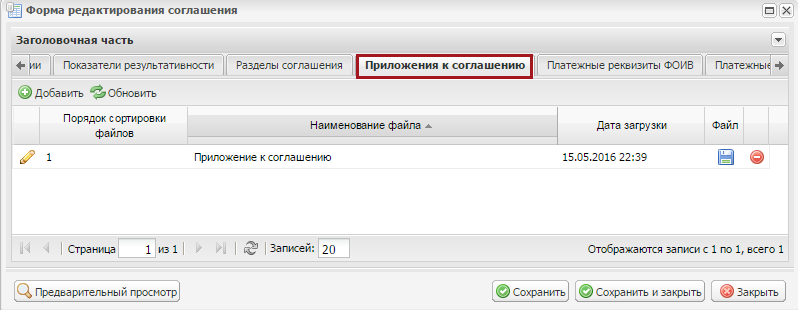 Форма редактирования соглашения
Заголовочная часть
ии Показатели результативности Разделы соглашения Приложения к соглашению Платежные реквизиты ФОИВ Платежные
Добавить Обновить
Порядок сортировки файлов Наименование файла Дата загрузки Файл
1 Приложение к соглашению 15.05.2016 22:39
Страница 1 из 1 Записей: 20 Отображаются записи с 1 по 1, всего 1
Предварительный просмотр Сохранить Сохранить и закрыть Закрыть